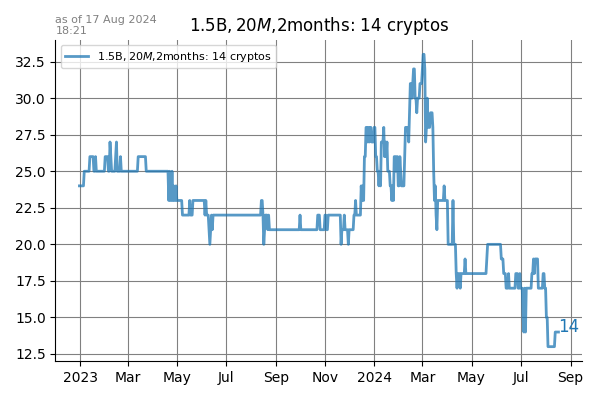 as of 17 Aug 2024
18:21
1.5B, 20M,2months: 14 cryptos
1.5B, 20M,2months: 14 cryptos
32.5
30.0
27.5
25.0
22.5
20.0
17.5
15.0
12.5
14
2023 Mar May Jul Sep Nov 2024 Mar May Jul Sep